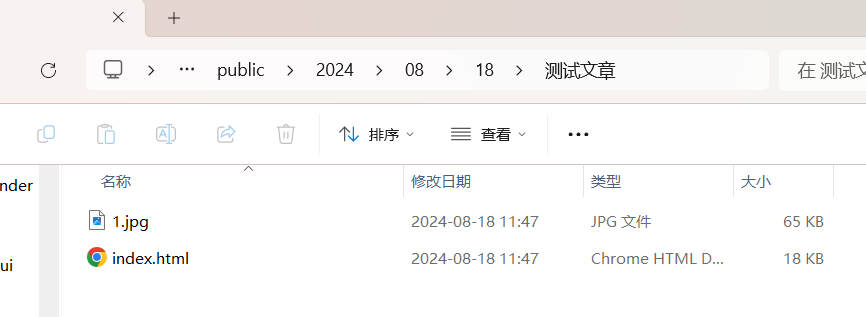 public > 2024 > 08 > 18 > 测试文章
在 测试文
排序
查看
名称
修改日期
类型
大小
nder
1.jpg
2024-08-18 11:47
JPG 文件
65 KB
index.html
2024-08-18 11:47
Chrome HTML D...
18 KB
ui